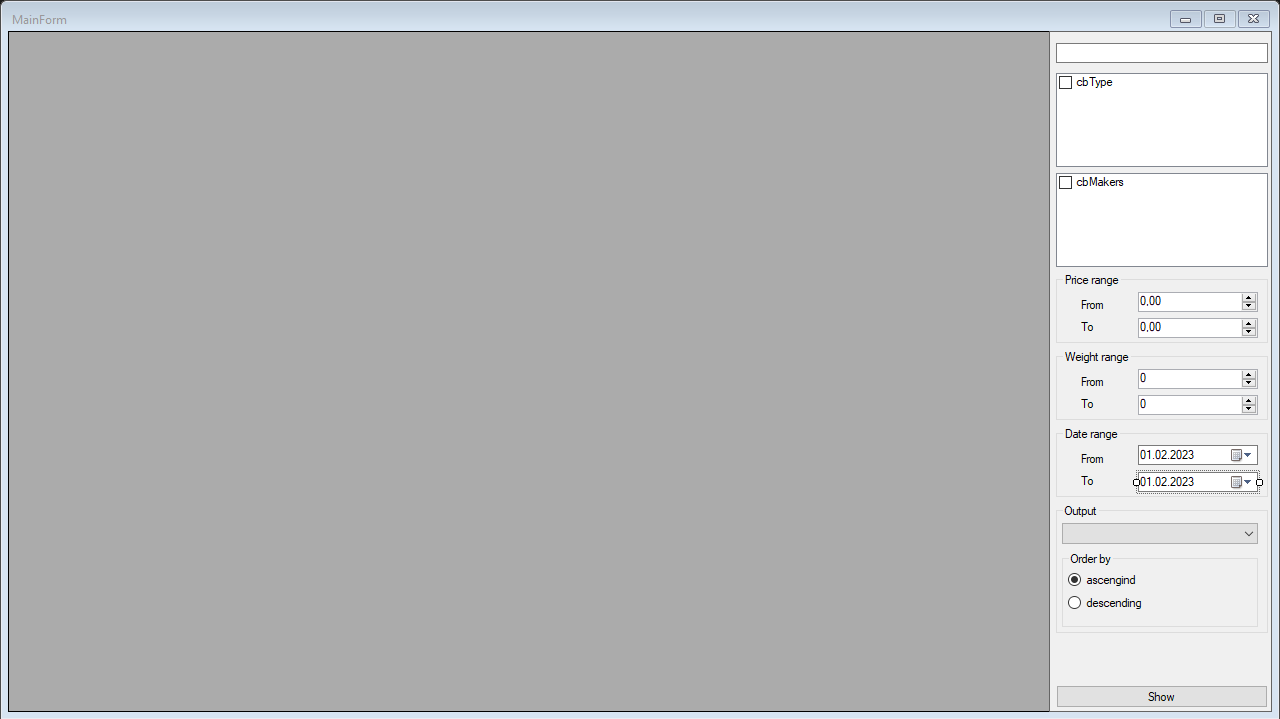 MainForm
cbType
cbMakers
Price range
From 0,00
To 0,00
Weight range
From 0
To 0
Date range
From 01.02.2023
To 01.02.2023
Output
Order by
ascengind
descending
Show